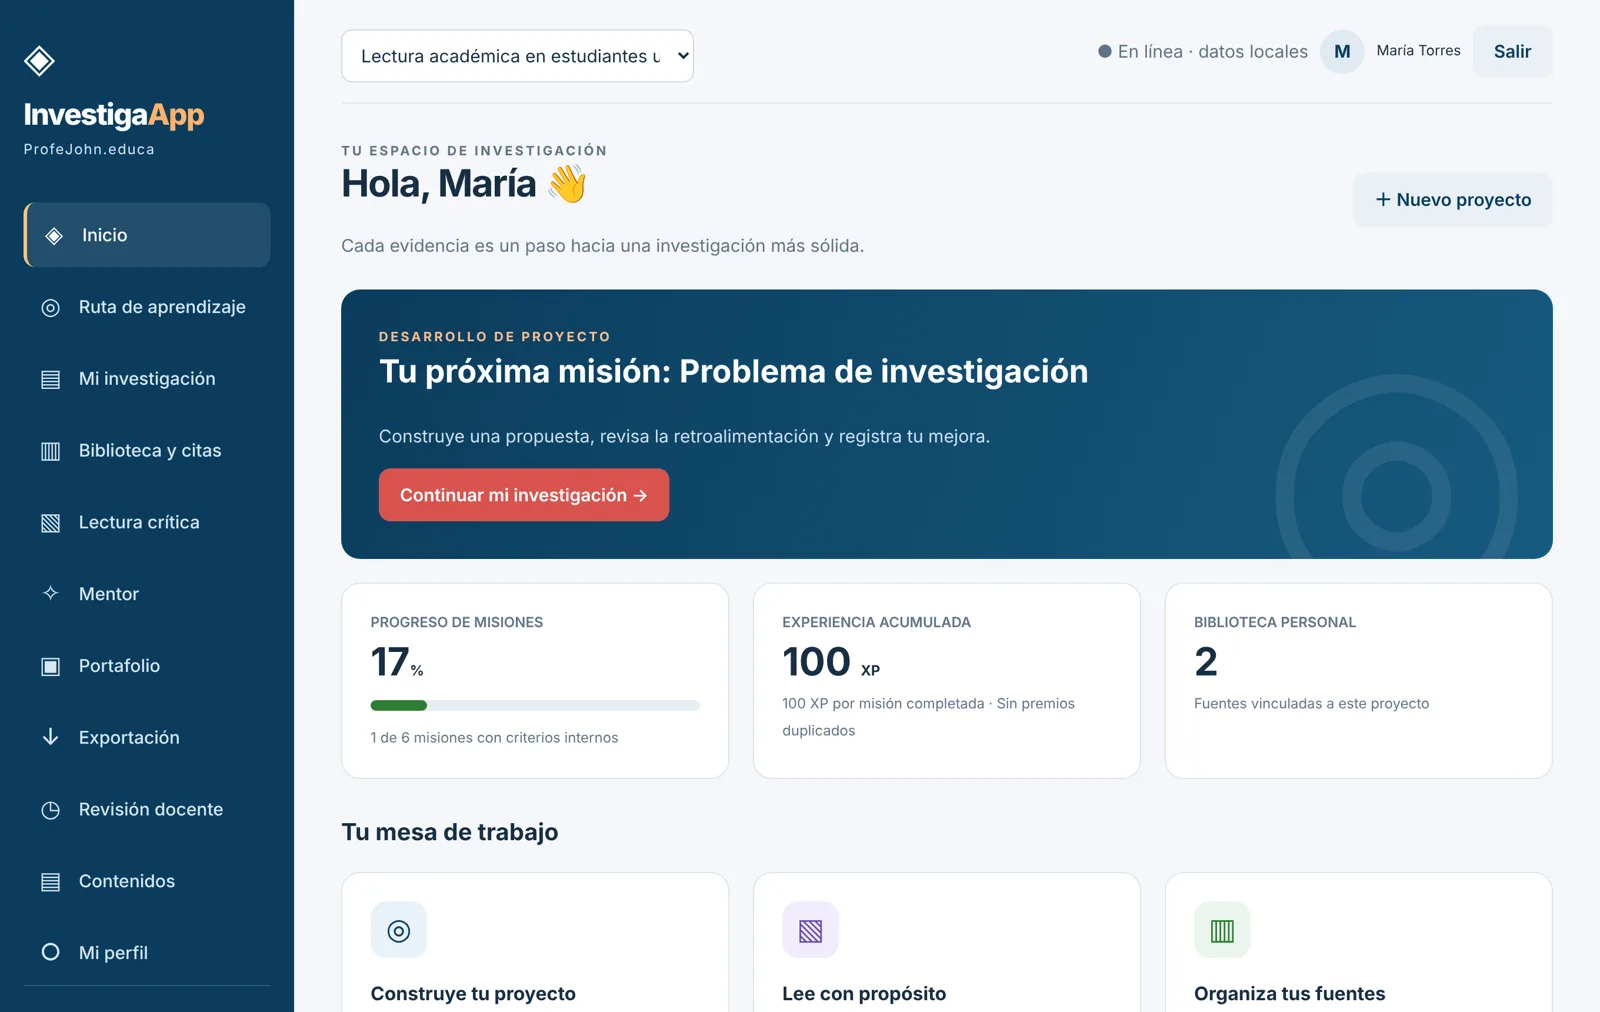 InvestigaApp
ProfeJohn.educa
Inicio
Ruta de aprendizaje
Mi investigación
Biblioteca y citas
Lectura crítica
Mentor
Portafolio
Exportación
Revisión docente
Contenidos
Mi perfil
Lectura académica en estudiantes
En línea · datos locales
M
María Torres
Salir
TU ESPACIO DE INVESTIGACIÓN
Hola, María 👋
+ Nuevo proyecto
Cada evidencia es un paso hacia una investigación más sólida.
DESARROLLO DE PROYECTO
Tu próxima misión: Problema de investigación
Construye una propuesta, revisa la retroalimentación y registra tu mejora.
Continuar mi investigación →
PROGRESO DE MISIONES
17%
1 de 6 misiones con criterios internos
EXPERIENCIA ACUMULADA
100 XP
100 XP por misión completada · Sin premios
duplicados
BIBLIOTECA PERSONAL
2
Fuentes vinculadas a este proyecto
Tu mesa de trabajo
Construye tu proyecto
Lee con propósito
Organiza tus fuentes